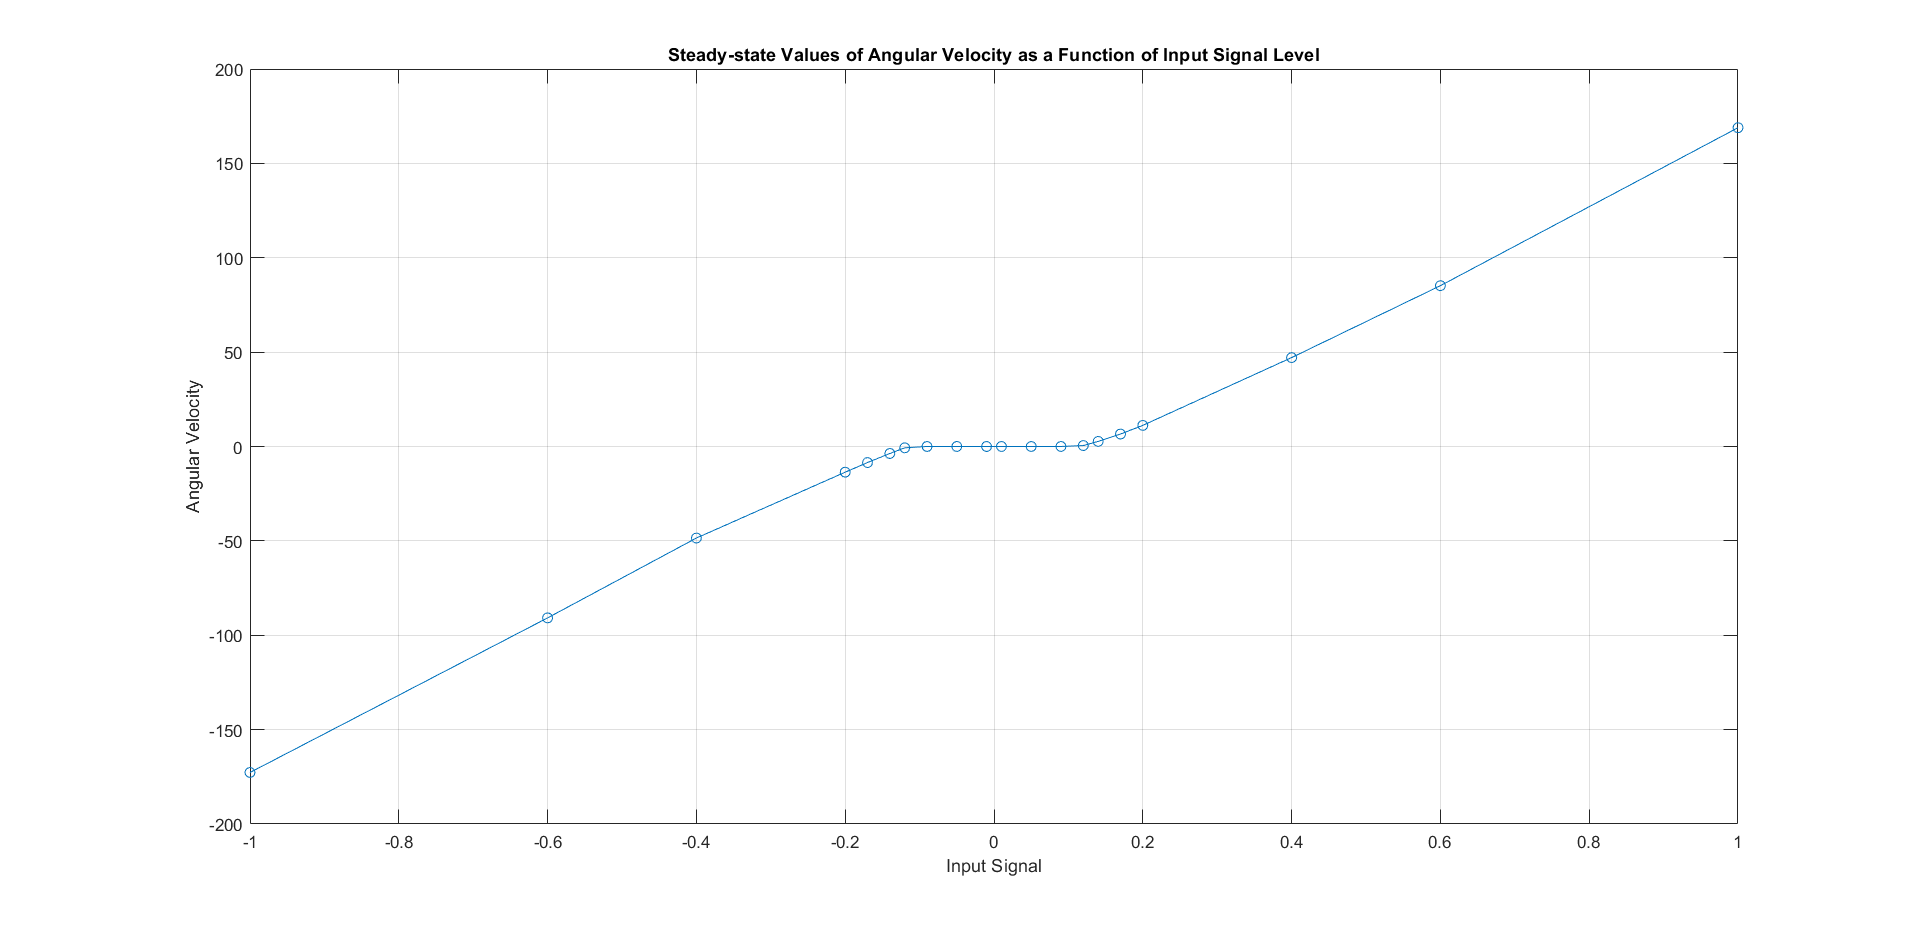 Steady-state Values of Angular Velocity as a Function of Input Signal Level
200
150
100
50
0
-50
-100
-150
-200
Angular Velocity
-1 -0.8 -0.6 -0.4 -0.2 0 0.2 0.4 0.6 0.8 1
Input Signal